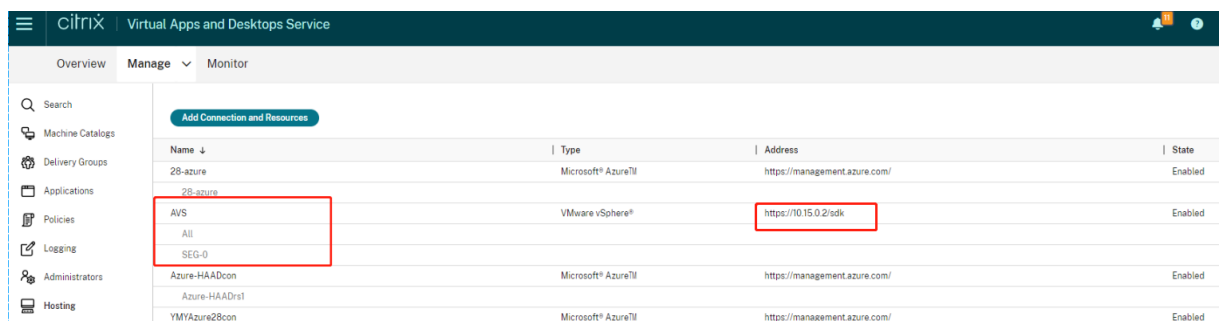 citrix | Virtual Apps and Desktops Service 11 ?
Overview Manage Monitor
Search
Add Connection and Resources
Machine Catalogs
Name ↓ | Type | Address | State
Delivery Groups
28-azure Microsoft® Azure™ https://management.azure.com/ Enabled
Applications
28-azure
Policies
AVS VMware vSphere® https://10.15.0.2/sdk Enabled
All
Logging
SEG-0
Administrators
Azure-HAADcon Microsoft® Azure™ https://management.azure.com/ Enabled
Azure-HAADrs1
Hosting
YMYAzure28con Microsoft® Azure™ https://management.azure.com/ Enabled